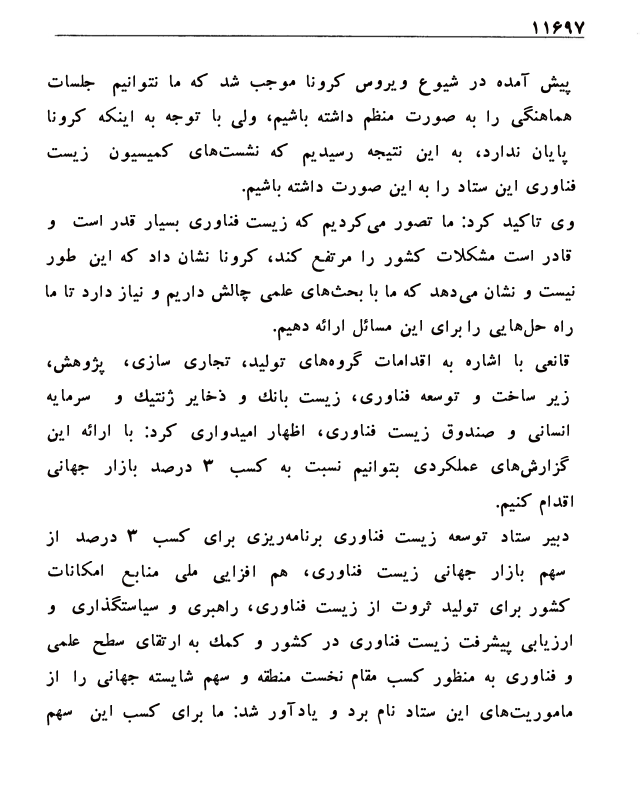 ۱۱۶۹۷
پیش آمده در شیوع ویروس کرونا موجب شد که ما نتوانیم جلسات
هماهنگی را به صورت منظم داشته باشیم، ولی با توجه به اینکه کرونا
پایان ندارد، به این نتیجه رسیدیم که نشست‌های کمیسیون زیست
فناوری این ستاد را به این صورت داشته باشیم.
وی تاکید کرد: ما تصور می‌کردیم که زیست فناوری بسیار قدر است و
قادر است مشکلات کشور را مرتفع کند، کرونا نشان داد که این طور
نیست و نشان می‌دهد که ما با بحث‌های علمی چالش داریم و نیاز دارد تا ما
راه حل‌هایی را برای این مسائل ارائه دهیم.
قانعی با اشاره به اقدامات گروه‌های تولید، تجاری سازی، پژوهش،
زیر ساخت و توسعه فناوری، زیست بانك و ذخایر ژنتیك و سرمایه
انسانی و صندوق زیست فناوری، اظهار امیدواری کرد: با ارائه این
گزارش‌های عملکردی بتوانیم نسبت به کسب ۳ درصد بازار جهانی
اقدام کنیم.
دبیر ستاد توسعه زیست فناوری برنامه‌ریزی برای کسب ۳ درصد از
سهم بازار جهانی زیست فناوری، هم افزایی ملی منابع امکانات
کشور برای تولید ثروت از زیست فناوری، راهبری و سیاستگذاری و
ارزیابی پیشرفت زیست فناوری در کشور و کمك به ارتقای سطح علمی
و فناوری به منظور کسب مقام نخست منطقه و سهم شایسته جهانی را از
ماموریت‌های این ستاد نام برد و یادآور شد: ما برای کسب این سهم